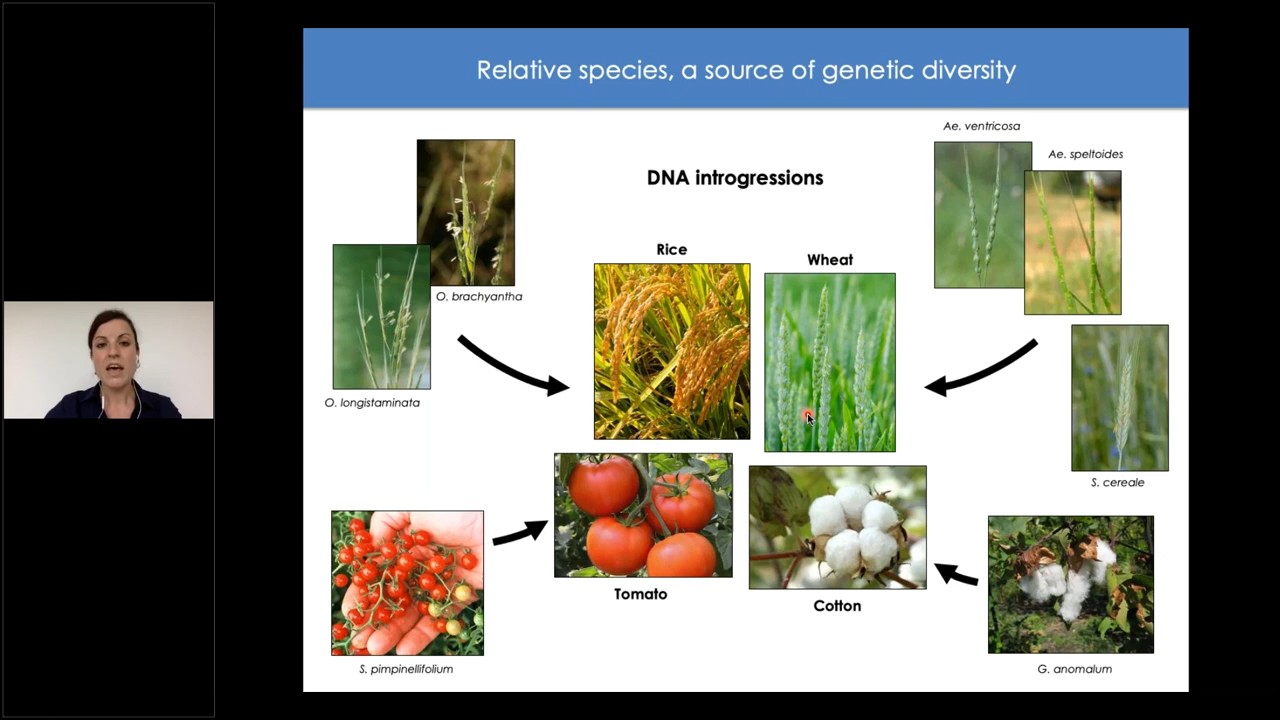 Relative species, a source of genetic diversity
Ae. ventricosa
Ae. speltoides
DNA introgressions
Rice
Wheat
O. brachyantha
O. longistaminata
S. cereale
Tomato
Cotton
S. pimpinellifolium
G. anomalum